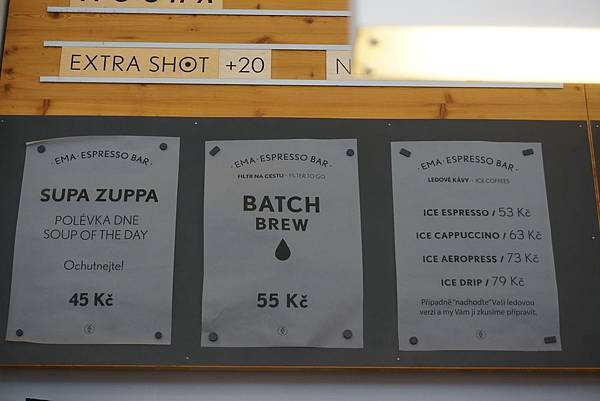 EXTRA SHOT +20
N
· EMA · ESPRESSO BAR ·
SUPA ZUPPA
POLÉVKA DNE
SOUP OF THE DAY
Ochutnejte!
45 Kč
· EMA · ESPRESSO BAR ·
FILTR NA CESTU · FILTER TO GO
BATCH
BREW
55 Kč
· EMA · ESPRESSO BAR ·
LEDOVÉ KÁVY · ICE COFFEES
ICE ESPRESSO / 53 Kč
ICE CAPPUCCINO / 63 Kč
ICE AEROPRESS / 73 Kč
ICE DRIP / 79 Kč
Případně "nadhoďte" Vaši ledovou
verzi a my Vám ji zkusíme připravit.